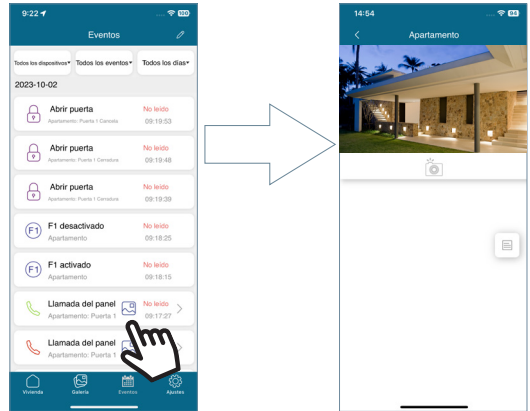 9:22
100
Eventos
Todos los dispositivos
Todos los eventos
Todos los días
2023-10-02
Abrir puerta
No leído
Apartamento: Puerta 1 Cancela
09:19:53
Abrir puerta
No leído
Apartamento: Puerta 1 Cerradura
09:19:48
Abrir puerta
No leído
Apartamento: Puerta 1 Cerradura
09:19:39
F1
F1 desactivado
No leído
Apartamento
09:18:25
F1
F1 activado
No leído
Apartamento
09:18:15
Llamada del panel
No leído
Apartamento: Puerta 1
09:17:27
Llamada del panel
Apartamento: Puerta 1
Vivienda
Galería
Eventos
Ajustes
14:54
94
Apartamento